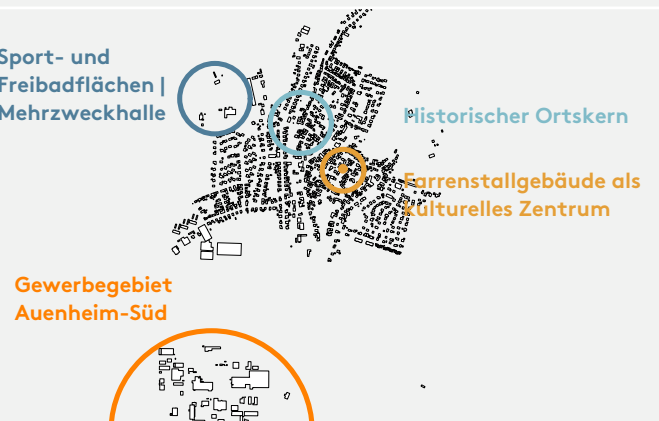 Sport- und
Freibadflächen |
Mehrzweckhalle
Historischer Ortskern
Farrenstallgebäude als
kulturelles Zentrum
Gewerbegebiet
Auenheim-Süd